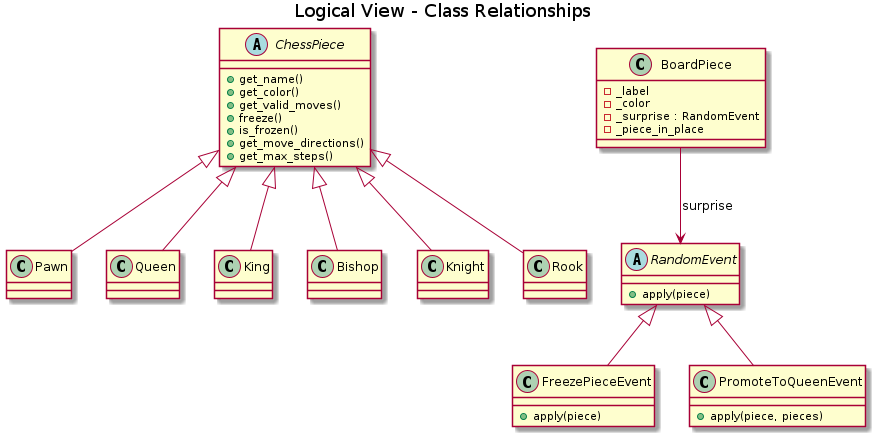 Logical View - Class Relationships
A ChessPiece
get_name()
get_color()
get_valid_moves()
freeze()
is_frozen()
get_move_directions()
get_max_steps()
C BoardPiece
_label
_color
_surprise : RandomEvent
_piece_in_place
surprise
C Pawn
C Queen
C King
C Bishop
C Knight
C Rook
A RandomEvent
apply(piece)
C FreezePieceEvent
apply(piece)
C PromoteToQueenEvent
apply(piece, pieces)